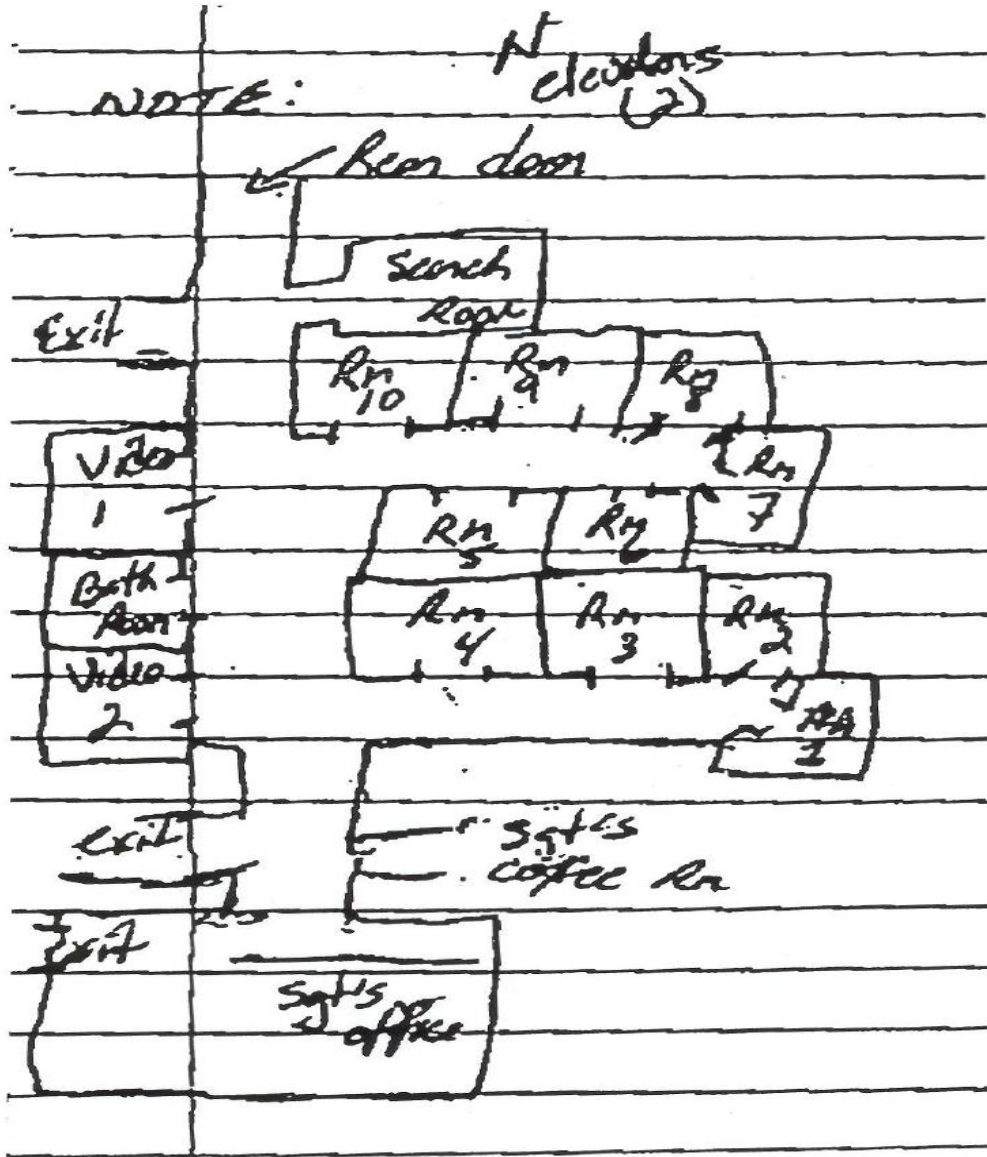 N
elevators
(2)
NOTE:
Rear door
Search
Room
Exit
Rm
10
Rm
9
Rm
8
Video
1
Rm
7
Rm
5
Rm
6
Bath
Room
Rm
4
Rm
3
Rm
2
Video
2
1
exit
sgt's
coffee Rm
Exit
Sgt's
office